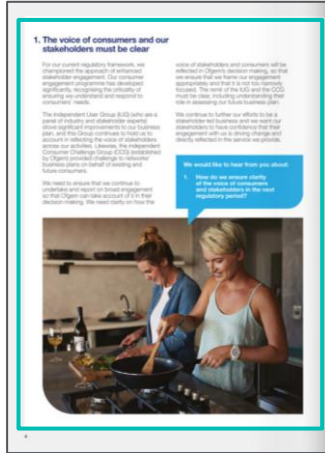 1. The voice of consumers and our
stakeholders must be clear
For our current regulatory framework, we
championed the approach of enhanced
stakeholder engagement. Our consumer
engagement programme has developed
significantly, recognising the criticality of
ensuring we understand and respond to
consumers' needs.
The Independent User Group (IUG) (who are a
panel of industry and stakeholder experts)
drove significant improvements to our business
plan, and this Group continues to hold us to
account in reflecting the voice of stakeholders
across our activities. Likewise, the independent
Consumer Challenge Group (CCG) (established
by Ofgem) provided challenge to networks'
business plans on behalf of existing and
future consumers.
We need to ensure that we continue to
undertake and report on broad engagement
so that Ofgem can take account of it in their
decision-making. We need clarity on how the
voice of stakeholders and consumers will be
reflected in Ofgem's decision making, so that
we ensure that we frame our engagement
appropriately and that it is not too narrowly
focused. The remit of the IUG and the CCG
must be clear, including understanding their
role in assessing our future business plan.
We continue to further our efforts to be a
stakeholder-led business and we want our
stakeholders to have confidence that their
engagement with us is driving change and
directly reflected in the service we provide.
We would like to hear from you about:
1. How do we ensure clarity
of the voice of consumers
and stakeholders in the next
regulatory period?